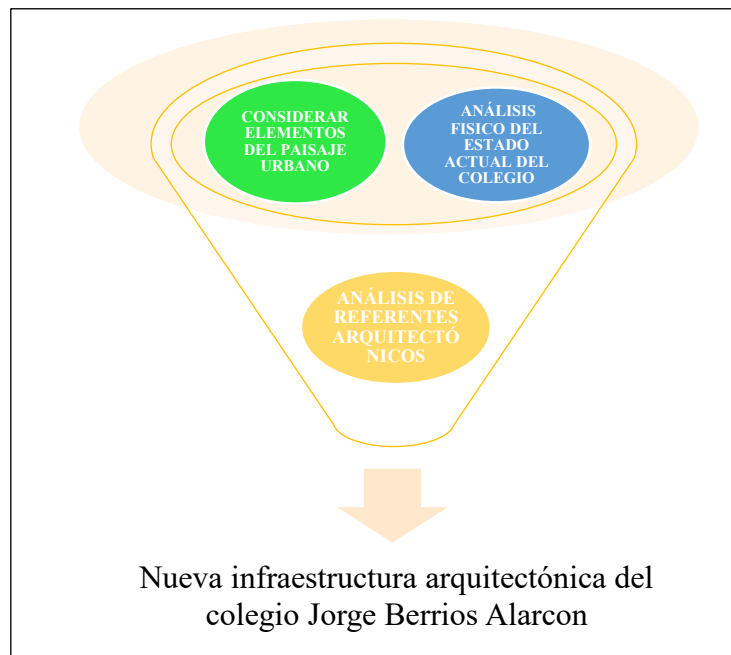 CONSIDERAR
ELEMENTOS
DEL PAISAJE
URBANO
ANÁLISIS
FISICO DEL
ESTADO
ACTUAL DEL
COLEGIO
ANÁLISIS DE
REFERENTES
ARQUITECTÓ
NICOS
Nueva infraestructura arquitectónica del
colegio Jorge Berrios Alarcon